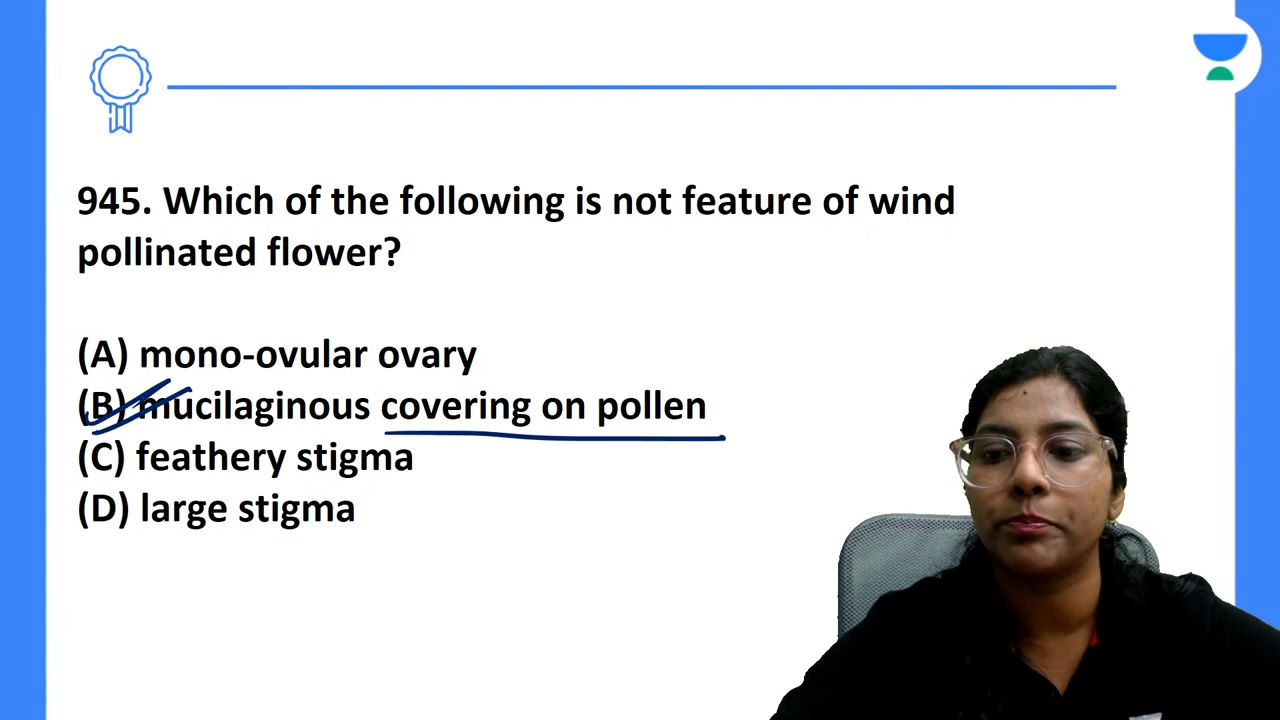 945. Which of the following is not feature of wind
pollinated flower?
(A) mono-ovular ovary
(B) mucilaginous covering on pollen
(C) feathery stigma
(D) large stigma